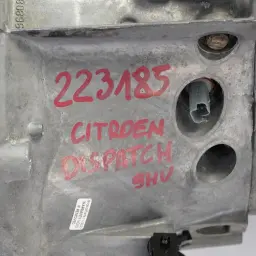 223185
CITROEN
DISPATCH
9HU